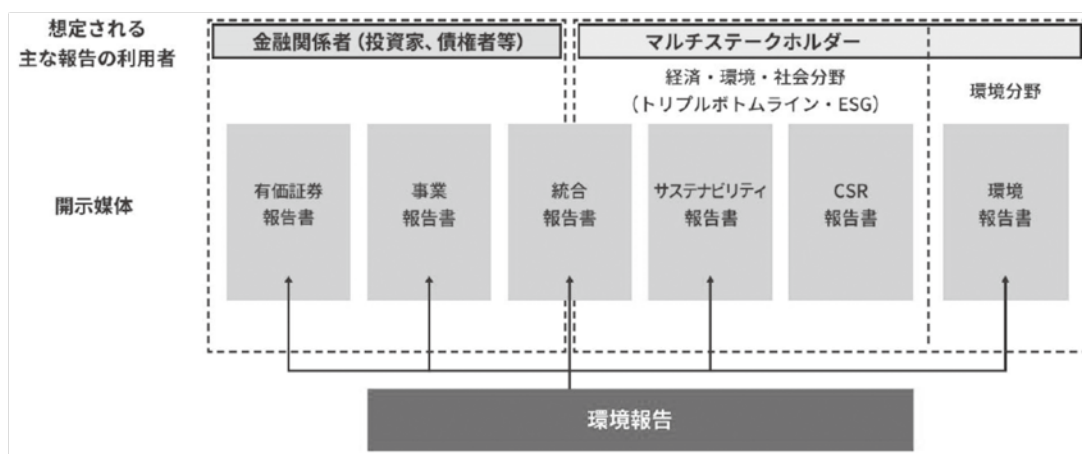 想定される
主な報告の利用者
金融関係者（投資家、債権者等）
マルチステークホルダー
経済・環境・社会分野
（トリプルボトムライン・ESG）
環境分野
開示媒体
有価証券
報告書
事業
報告書
統合
報告書
サステナビリティ
報告書
CSR
報告書
環境
報告書
環境報告